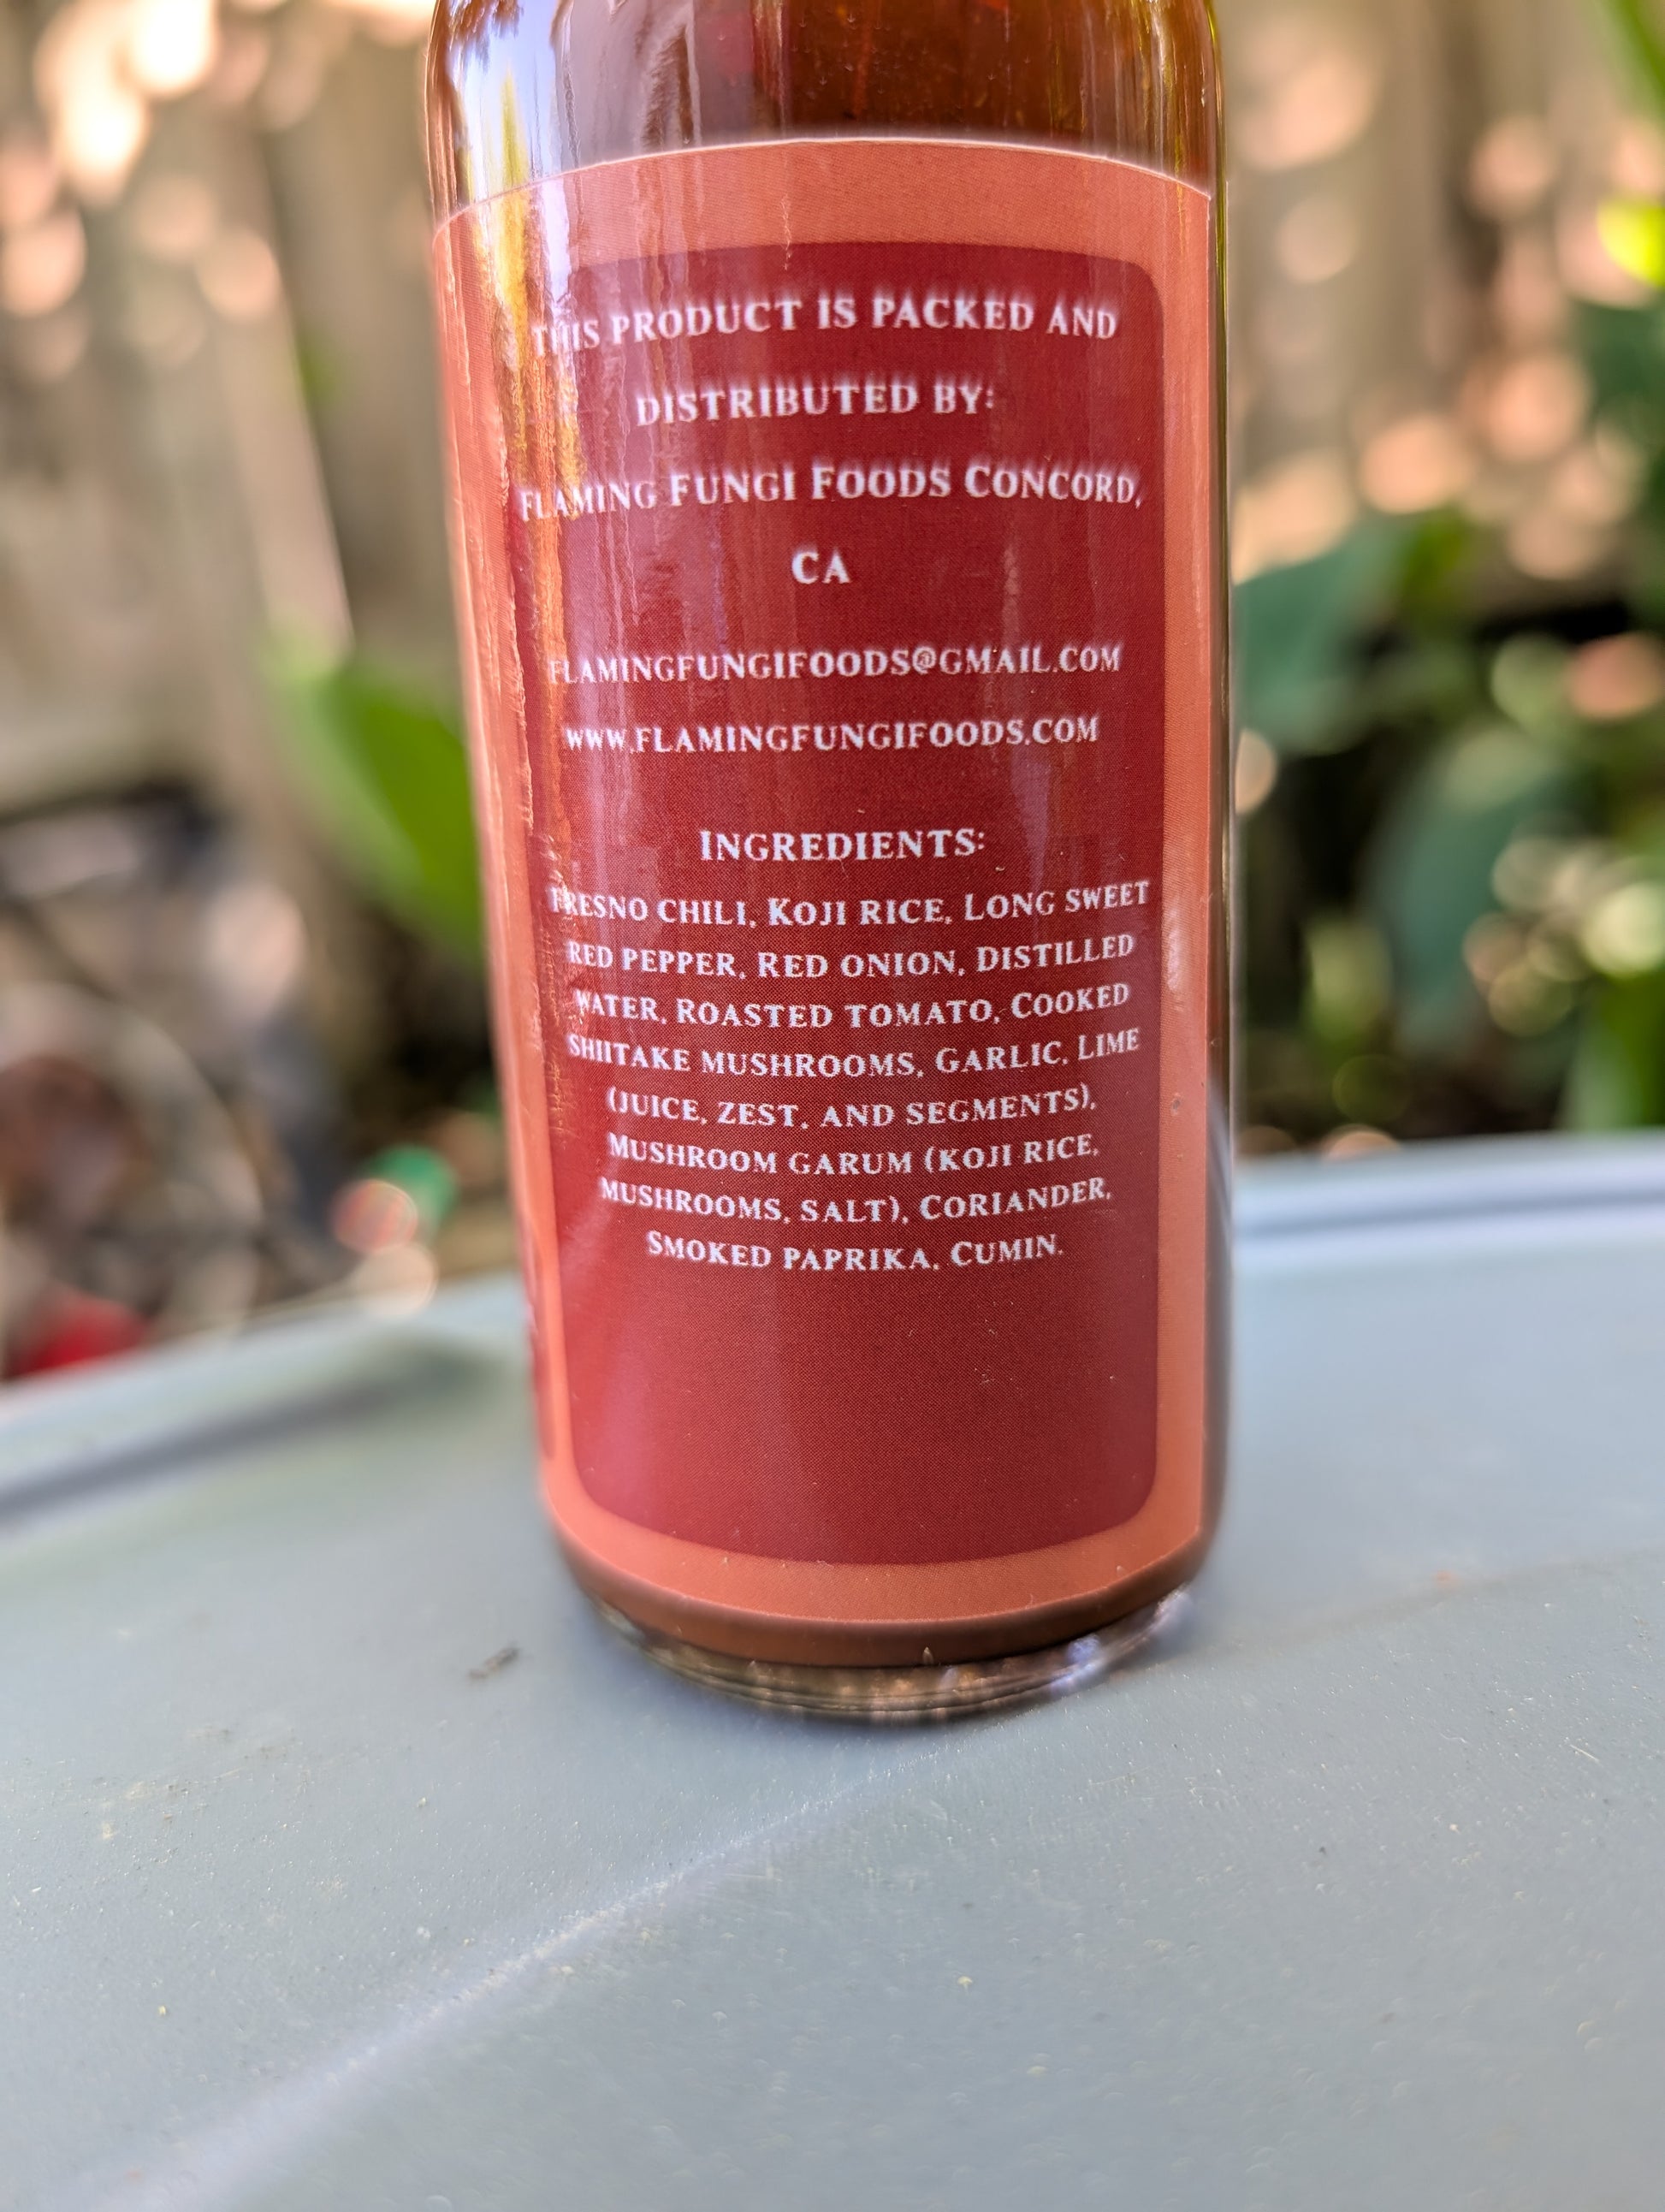 THIS PRODUCT IS PACKED AND
DISTRIBUTED BY:
FLAMING FUNGI FOODS CONCORD,
CA
FLAMINGFUNGIFOODS@GMAIL.COM
WWW.FLAMINGFUNGIFOODS.COM
INGREDIENTS:
FRESNO CHILI, KOJI RICE, LONG SWEET
RED PEPPER, RED ONION, DISTILLED
WATER, ROASTED TOMATO, COOKED
SHIITAKE MUSHROOMS, GARLIC, LIME
(JUICE, ZEST, AND SEGMENTS),
MUSHROOM GARUM (KOJI RICE,
MUSHROOMS, SALT), CORIANDER,
SMOKED PAPRIKA, CUMIN.